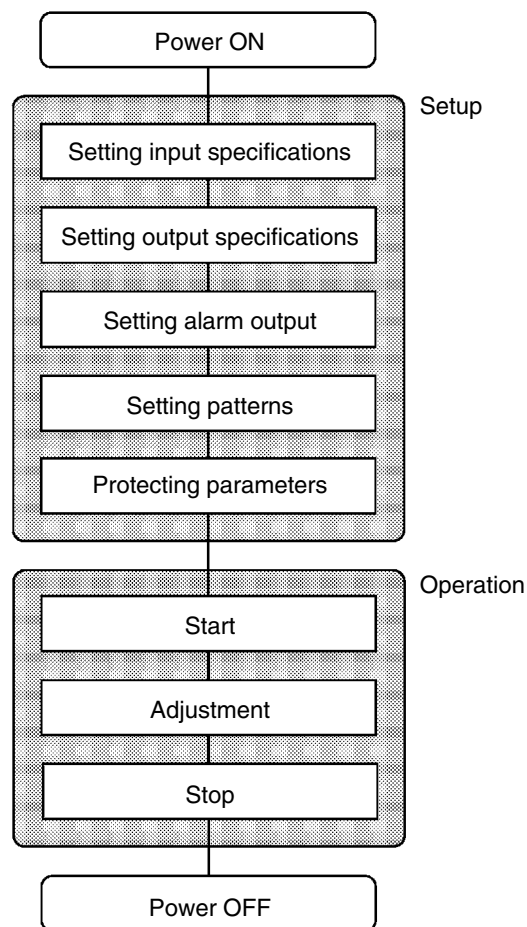 Power ON
Setup
Setting input specifications
Setting output specifications
Setting alarm output
Setting patterns
Protecting parameters
Operation
Start
Adjustment
Stop
Power OFF